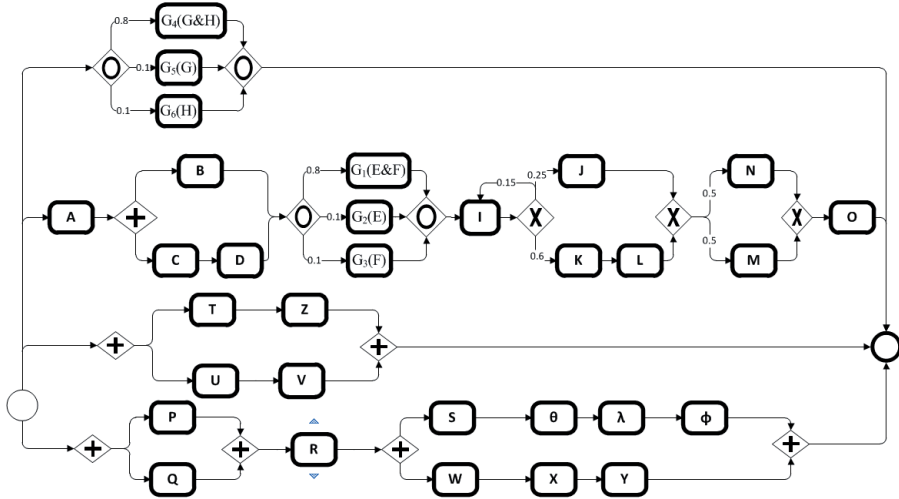 0.8
G₄(G&H)
0.1
G₅(G)
0.1
G₆(H)
A
B
C
D
0.8
G₁(E&F)
0.1
G₂(E)
0.1
G₃(F)
0.15
I
X
0.25
J
0.6
K
L
X
0.5
N
0.5
M
X
O
T
Z
U
V
P
Q
R
S
θ
λ
ϕ
W
X
Y